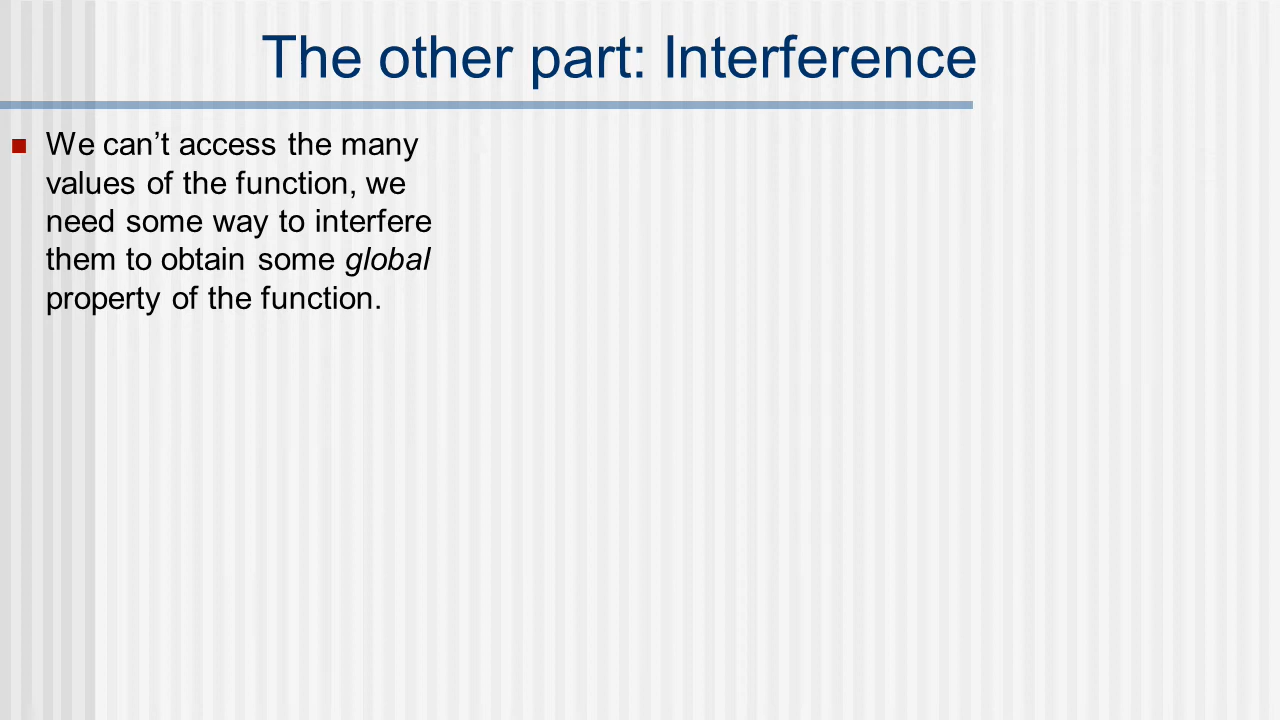 The other part: Interference
We can’t access the many
values of the function, we
need some way to interfere
them to obtain some global
property of the function.